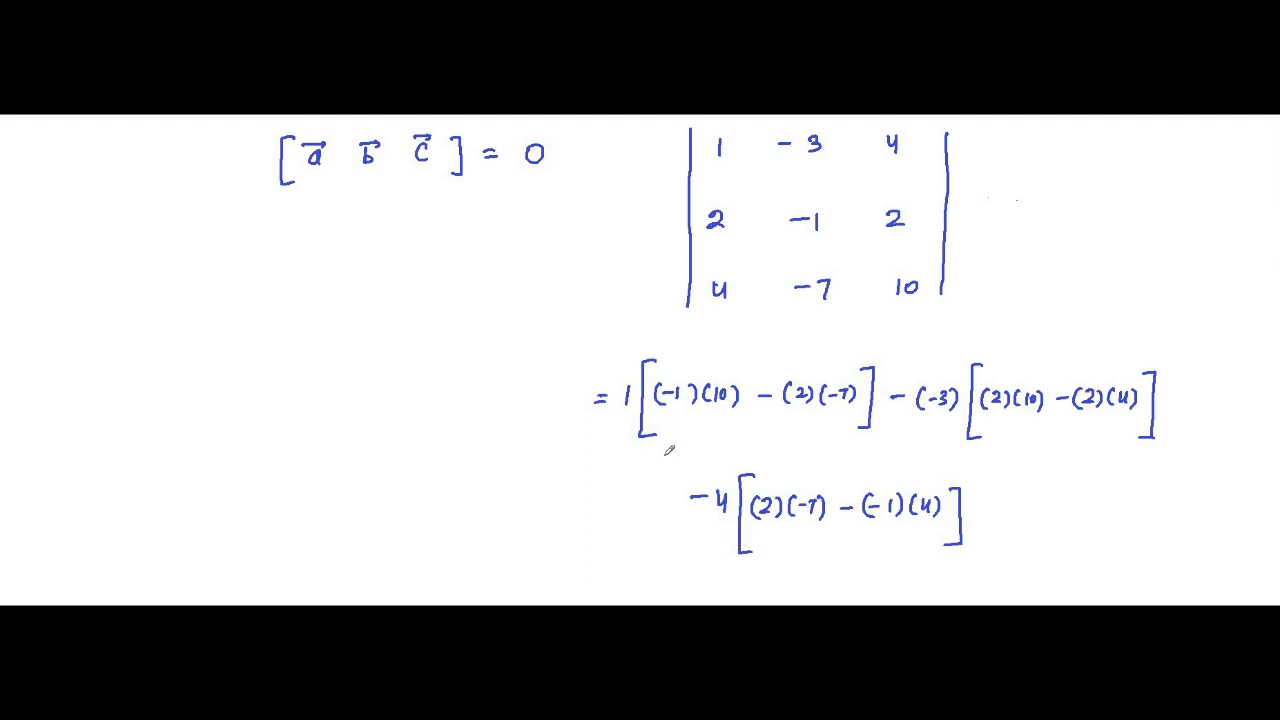 [a⃗ b⃗ c⃗] = 0
| 1 -3 4 |
| 2 -1 2 |
| 4 -7 10 |
= 1[(-1)(10) - (2)(-7)] - (-3)[(2)(10) - (2)(4)]
-4[(2)(-7) - (-1)(4)]